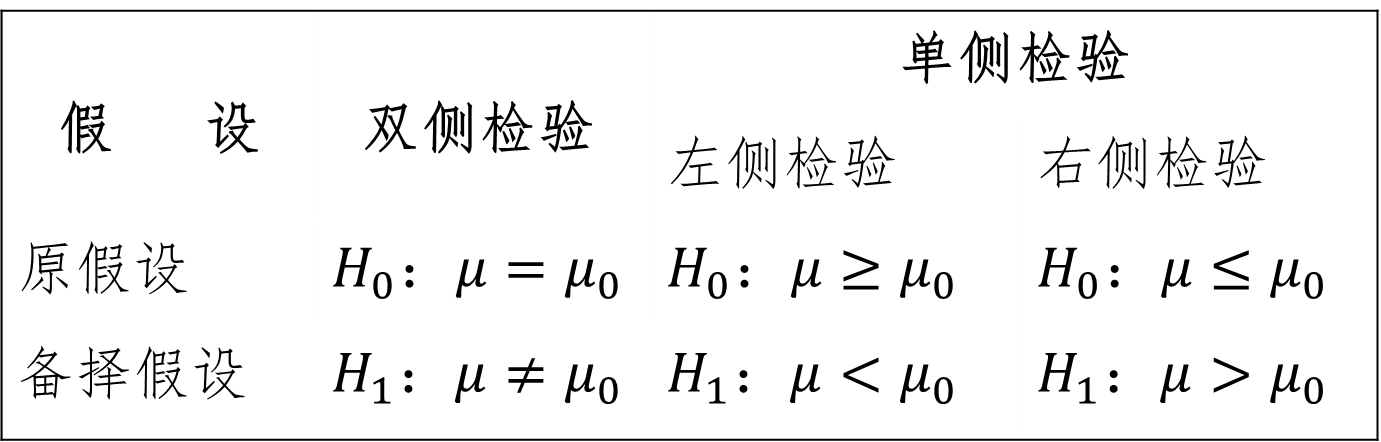 单侧检验
假 设 双侧检验
左侧检验 右侧检验
原假设 H₀：μ = μ₀ H₀：μ ≥ μ₀ H₀：μ ≤ μ₀
备择假设 H₁：μ ≠ μ₀ H₁：μ < μ₀ H₁：μ > μ₀